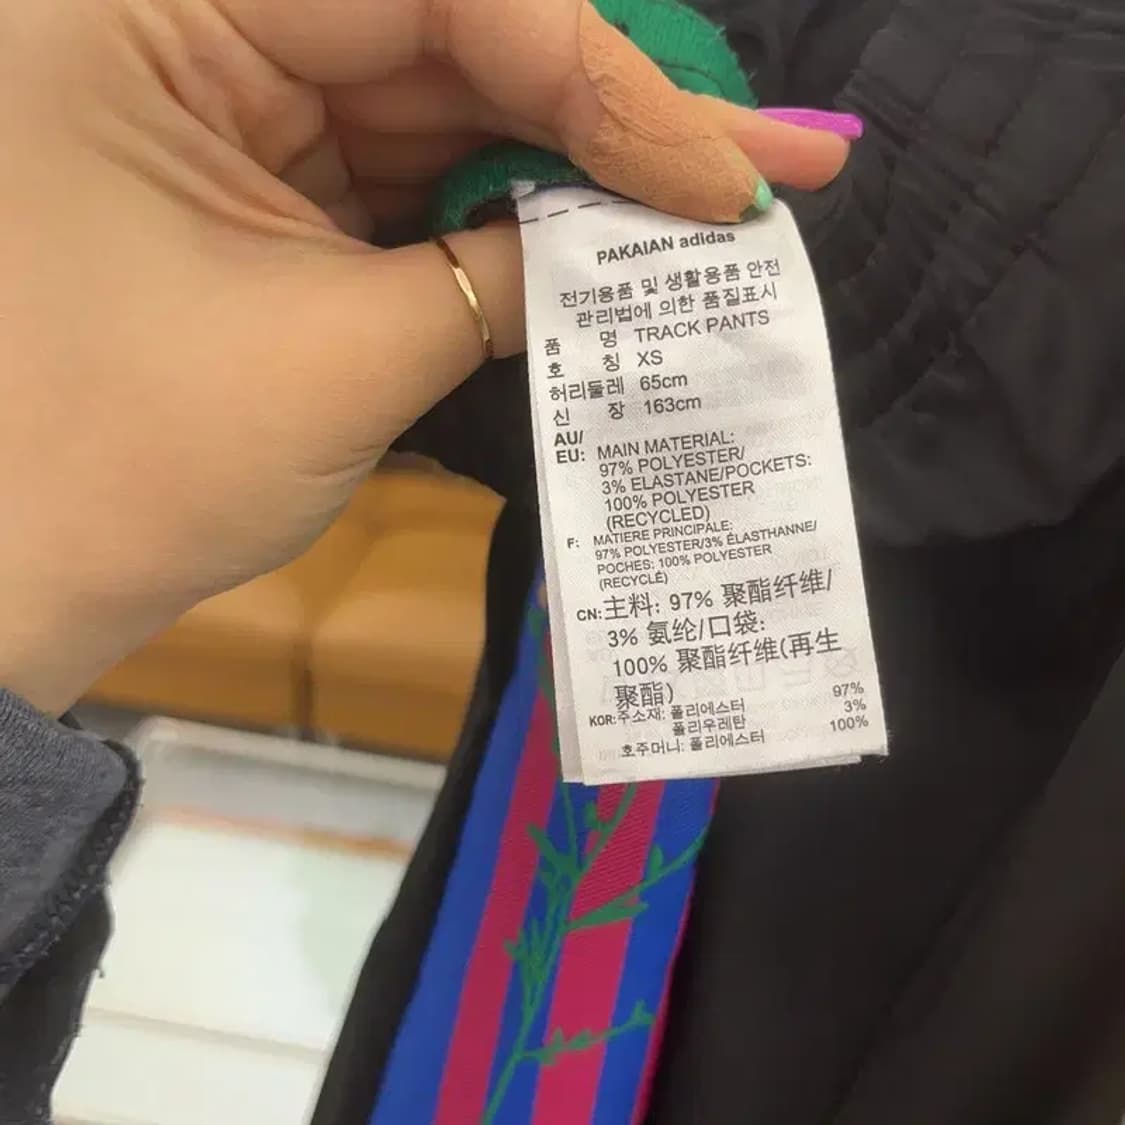 PAKAIAN adidas
전기용품 및 생활용품 안전
관리법에 의한 품질표시
품 명 TRACK PANTS
호 칭 XS
허리둘레 65cm
신 장 163cm
AU/
EU: MAIN MATERIAL:
97% POLYESTER/
3% ELASTANE/POCKETS:
100% POLYESTER
(RECYCLED)
F: MATIERE PRINCIPALE:
97% POLYESTER/3% ÉLASTHANNE/
POCHES: 100% POLYESTER
(RECYCLÉ)
CN: 主料: 97% 聚酯纤维/
3% 氨纶/口袋:
100% 聚酯纤维(再生
聚酯)
KOR: 주소재: 폴리에스터 97%
폴리우레탄 3%
호주머니: 폴리에스터 100%